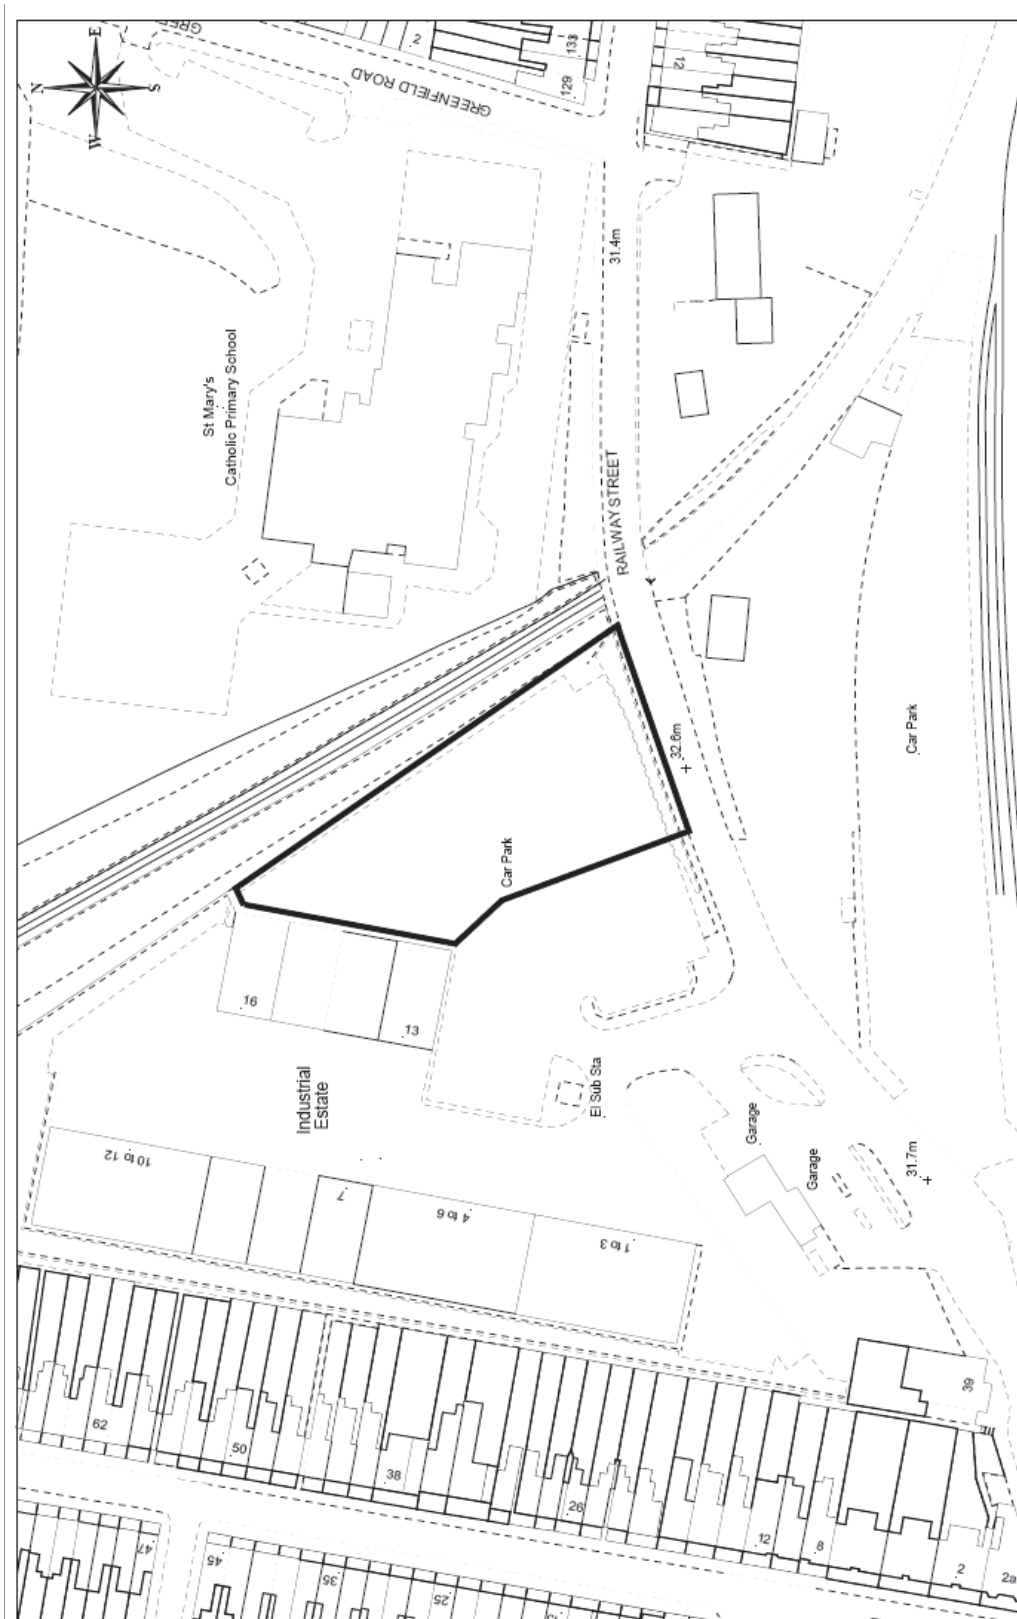 E
N
S
W
GREE
GREENFIELD ROAD
2
133
129
12
31.4m
St Mary's
Catholic Primary School
RAILWAY STREET
32.6m
Car Park
Car Park
16
13
Industrial
Estate
El Sub Sta
Garage
Garage
31.7m
10 to 12
7
4 to 6
1 to 3
39
62
50
38
26
12
8
2
2a
47
45
35
25